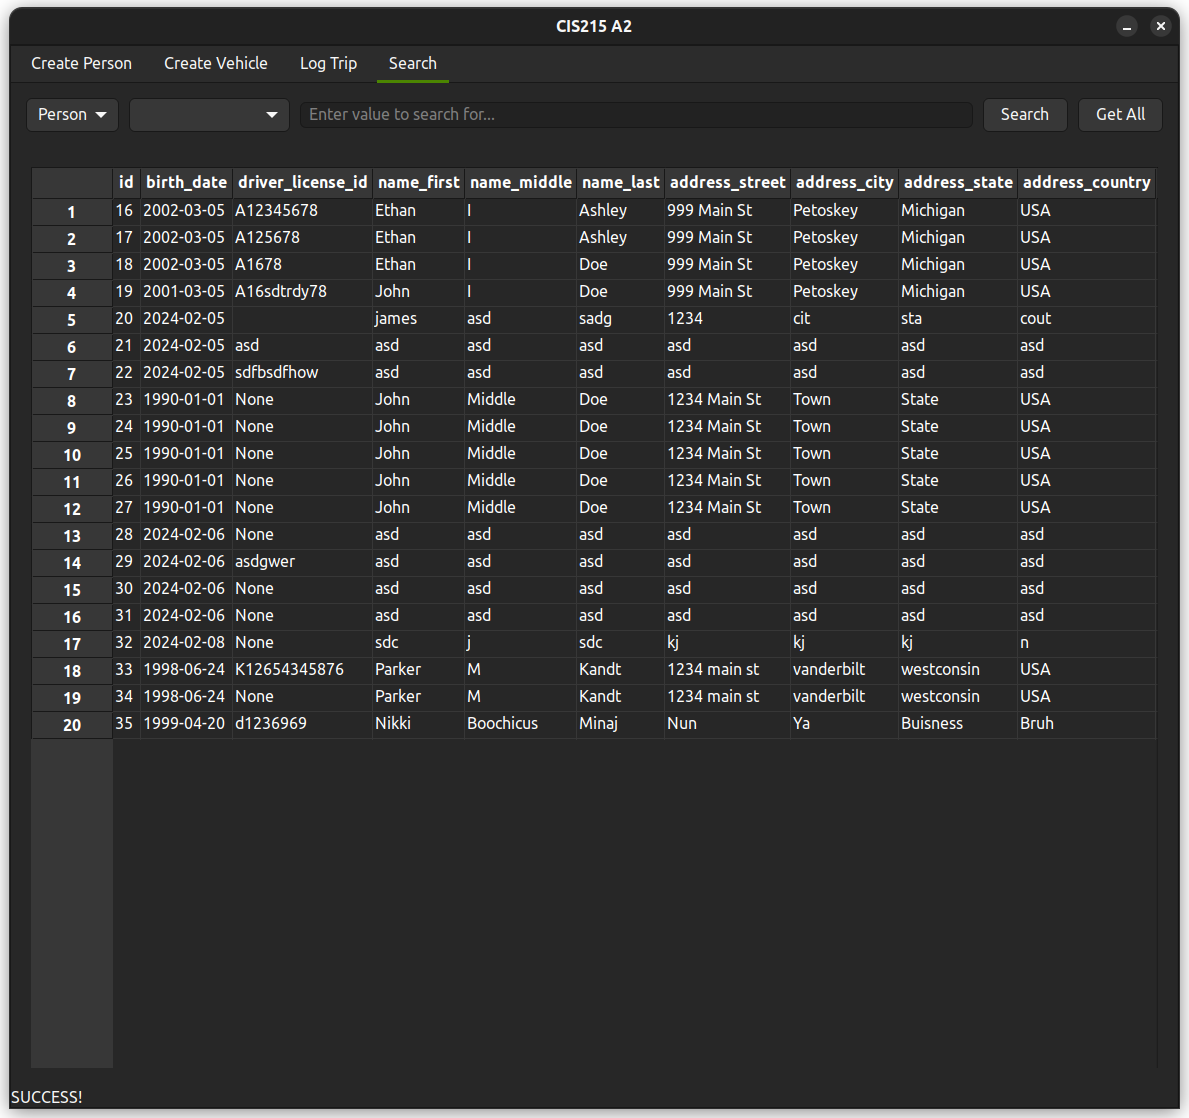 CIS215 A2
Create Person Create Vehicle Log Trip Search
Person Enter value to search for... Search Get All
id birth_date driver_license_id name_first name_middle name_last address_street address_city address_state address_country
1 16 2002-03-05 A12345678 Ethan I Ashley 999 Main St Petoskey Michigan USA
2 17 2002-03-05 A125678 Ethan I Ashley 999 Main St Petoskey Michigan USA
3 18 2002-03-05 A1678 Ethan I Doe 999 Main St Petoskey Michigan USA
4 19 2001-03-05 A16sdtrdy78 John I Doe 999 Main St Petoskey Michigan USA
5 20 2024-02-05 james asd sadg 1234 cit sta cout
6 21 2024-02-05 asd asd asd asd asd asd asd asd
7 22 2024-02-05 sdfbsdfhow asd asd asd asd asd asd asd
8 23 1990-01-01 None John Middle Doe 1234 Main St Town State USA
9 24 1990-01-01 None John Middle Doe 1234 Main St Town State USA
10 25 1990-01-01 None John Middle Doe 1234 Main St Town State USA
11 26 1990-01-01 None John Middle Doe 1234 Main St Town State USA
12 27 1990-01-01 None John Middle Doe 1234 Main St Town State USA
13 28 2024-02-06 None asd asd asd asd asd asd asd
14 29 2024-02-06 asdgwer asd asd asd asd asd asd asd
15 30 2024-02-06 None asd asd asd asd asd asd asd
16 31 2024-02-06 None asd asd asd asd asd asd asd
17 32 2024-02-08 None sdc j sdc kj kj kj n
18 33 1998-06-24 K12654345876 Parker M Kandt 1234 main st vanderbilt westconsin USA
19 34 1998-06-24 None Parker M Kandt 1234 main st vanderbilt westconsin USA
20 35 1999-04-20 d1236969 Nikki Boochicus Minaj Nun Ya Buisness Bruh
SUCCESS!